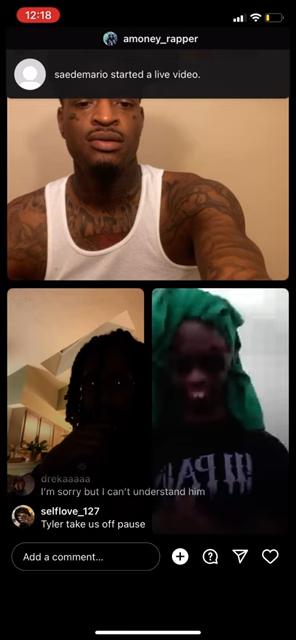 12:18
amoney_rapper
saedemario started a live video.
drekaaaaa
I'm sorry but I can't understand him
selflove_127
Tyler take us off pause
Add a comment...